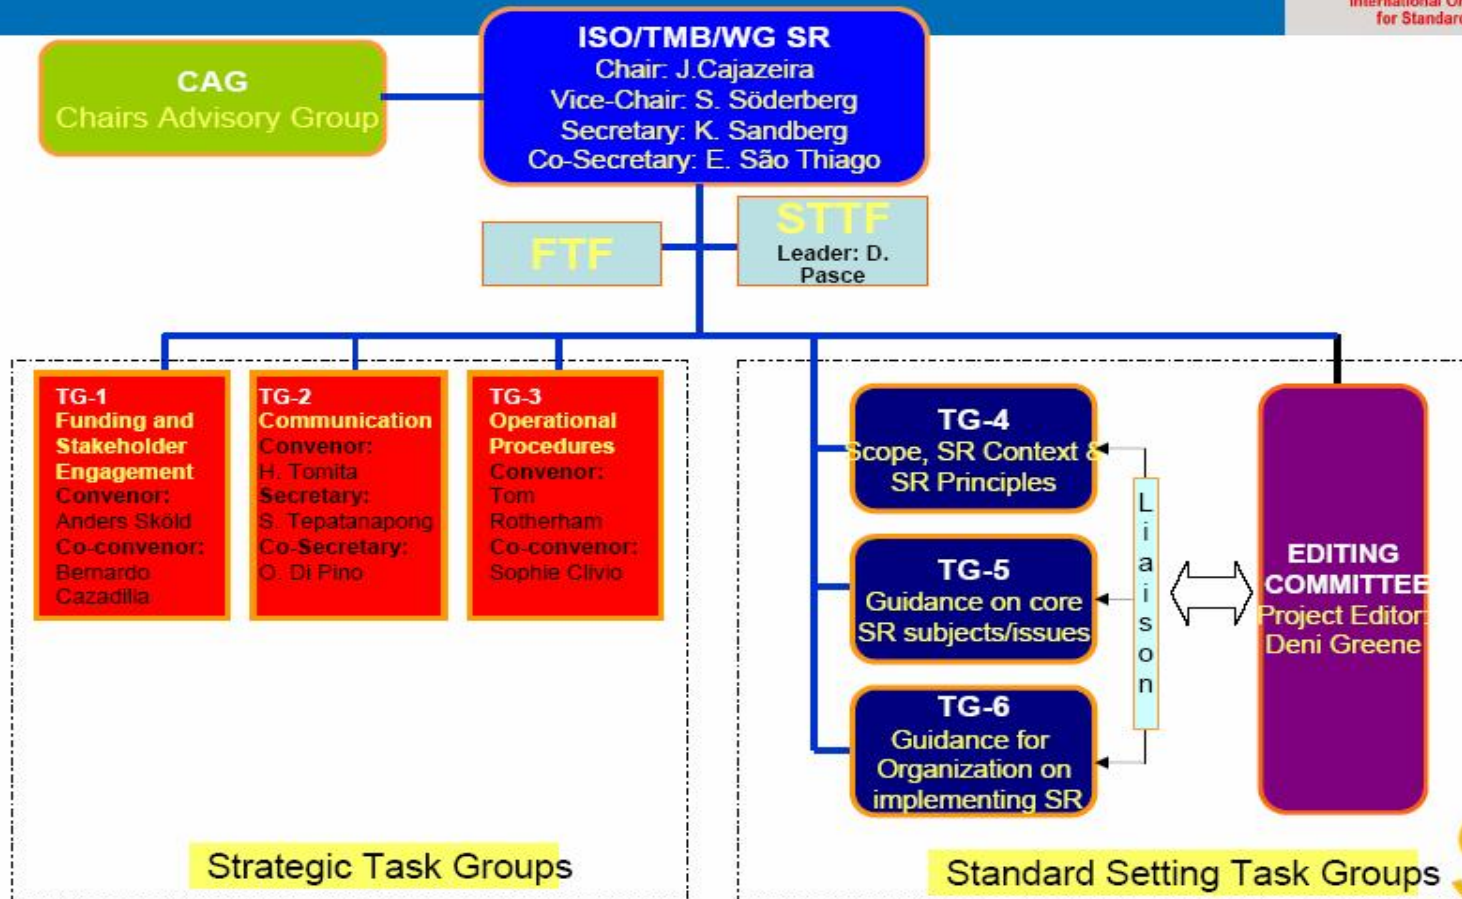 International O
for Standar
ISO/TMB/WG SR
Chair: J.Cajazeira
Vice-Chair: S. Söderberg
Secretary: K. Sandberg
Co-Secretary: E. São Thiago
CAG
Chairs Advisory Group
FTF
STTF
Leader: D.
Pasce
TG-1
Funding and
Stakeholder
Engagement
Convenor:
Anders Sköld
Co-convenor:
Bernardo
Cazadilla
TG-2
Communication
Convenor:
H. Tomita
Secretary:
S. Tepatanapong
Co-Secretary:
O. Di Pino
TG-3
Operational
Procedures
Convenor:
Tom
Rotherham
Co-convenor:
Sophie Clivio
Strategic Task Groups
TG-4
Scope, SR Context &
SR Principles
TG-5
Guidance on core
SR subjects/issues
TG-6
Guidance for
Organization on
implementing SR
Liaison
EDITING
COMMITTEE
Project Editor:
Deni Greene
Standard Setting Task Groups